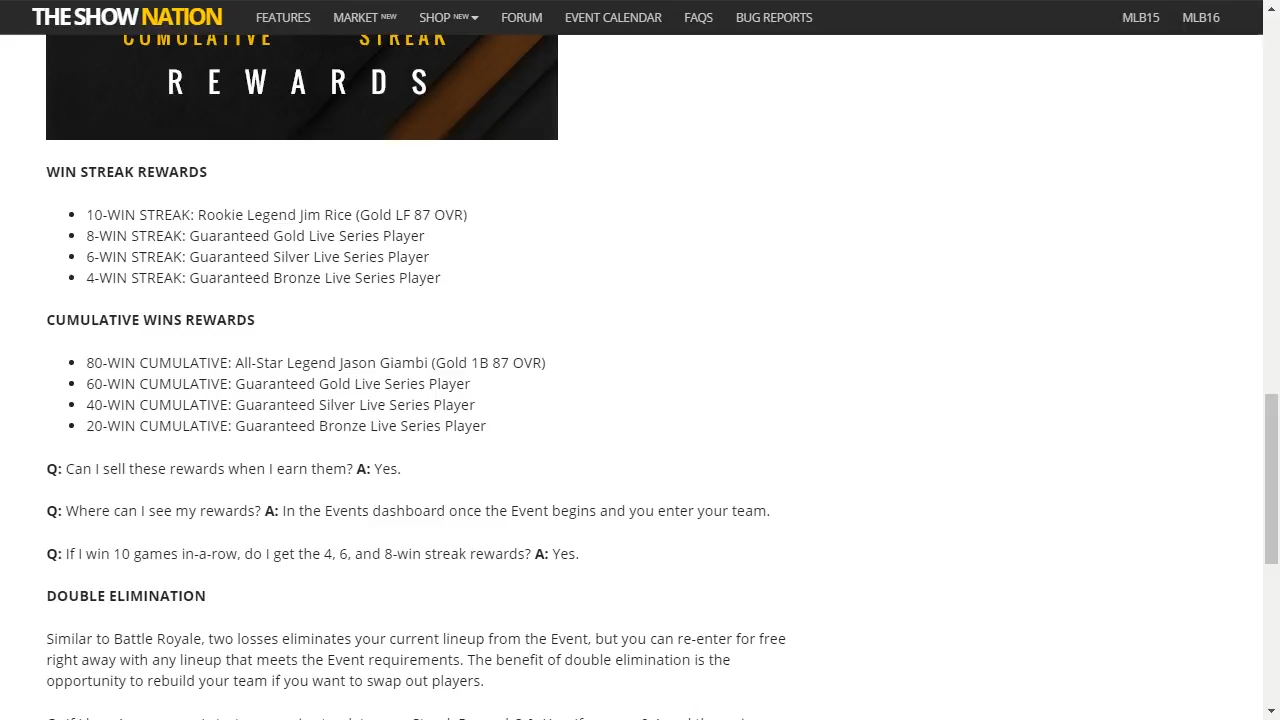 THE SHOW NATION FEATURES MARKET NEW SHOP NEW FORUM EVENT CALENDAR FAQS BUG REPORTS MLB15 MLB16
CUMULATIVE STREAK
REWARDS
WIN STREAK REWARDS
• 10-WIN STREAK: Rookie Legend Jim Rice (Gold LF 87 OVR)
• 8-WIN STREAK: Guaranteed Gold Live Series Player
• 6-WIN STREAK: Guaranteed Silver Live Series Player
• 4-WIN STREAK: Guaranteed Bronze Live Series Player
CUMULATIVE WINS REWARDS
• 80-WIN CUMULATIVE: All-Star Legend Jason Giambi (Gold 1B 87 OVR)
• 60-WIN CUMULATIVE: Guaranteed Gold Live Series Player
• 40-WIN CUMULATIVE: Guaranteed Silver Live Series Player
• 20-WIN CUMULATIVE: Guaranteed Bronze Live Series Player
Q: Can I sell these rewards when I earn them? A: Yes.
Q: Where can I see my rewards? A: In the Events dashboard once the Event begins and you enter your team.
Q: If I win 10 games in-a-row, do I get the 4, 6, and 8-win streak rewards? A: Yes.
DOUBLE ELIMINATION
Similar to Battle Royale, two losses eliminates your current lineup from the Event, but you can re-enter for free
right away with any lineup that meets the Event requirements. The benefit of double elimination is the
opportunity to rebuild your team if you want to swap out players.